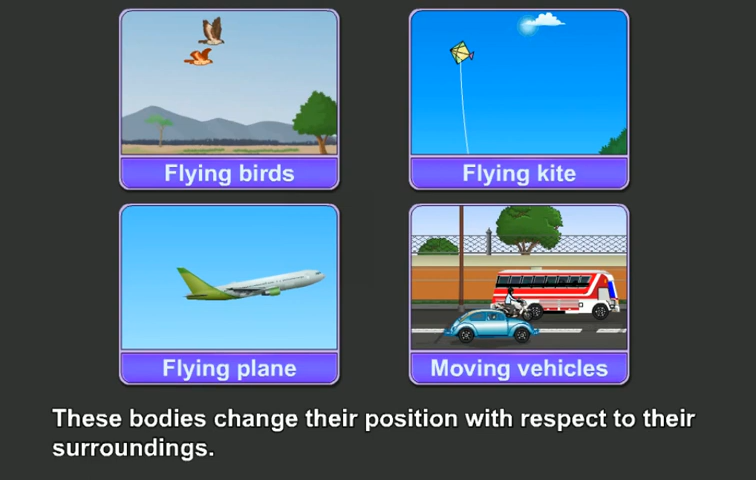 Flying birds
Flying kite
Flying plane
Moving vehicles
These bodies change their position with respect to their
surroundings.